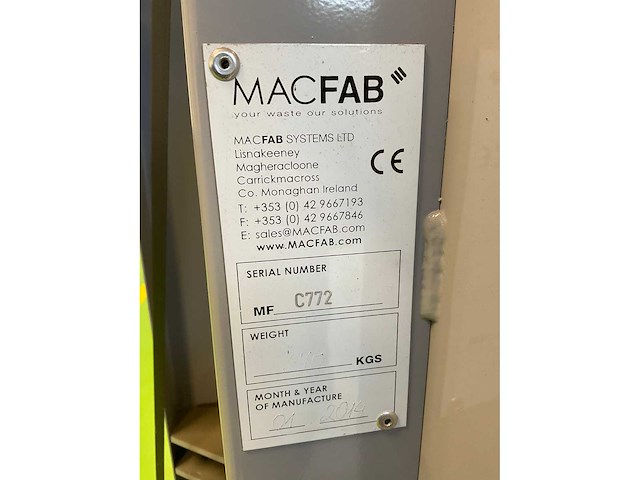 MACFAB
your waste our solutions
MACFAB SYSTEMS LTD
Lisnakeeney
Magheracloone
Carrickmacross
Co. Monaghan Ireland
CE
T: +353 (0) 42 9667193
F: +353 (0) 42 9667846
E: sales@MACFAB.com
www.MACFAB.com
SERIAL NUMBER
MF C772
WEIGHT
KGS
MONTH & YEAR
OF MANUFACTURE
01 2014